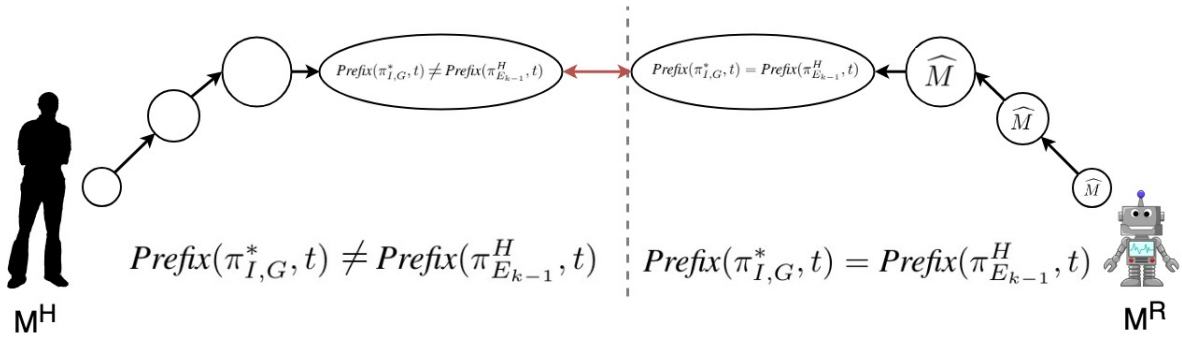 Prefix(π*_{I,G}, t) ≠ Prefix(π^H_{E_{k−1}}, t)
Prefix(π*_{I,G}, t) = Prefix(π^H_{E_{k−1}}, t)
M̂
M̂
M̂
Prefix(π*_{I,G}, t) ≠ Prefix(π^H_{E_{k−1}}, t)
Prefix(π*_{I,G}, t) = Prefix(π^H_{E_{k−1}}, t)
M^H
M^R